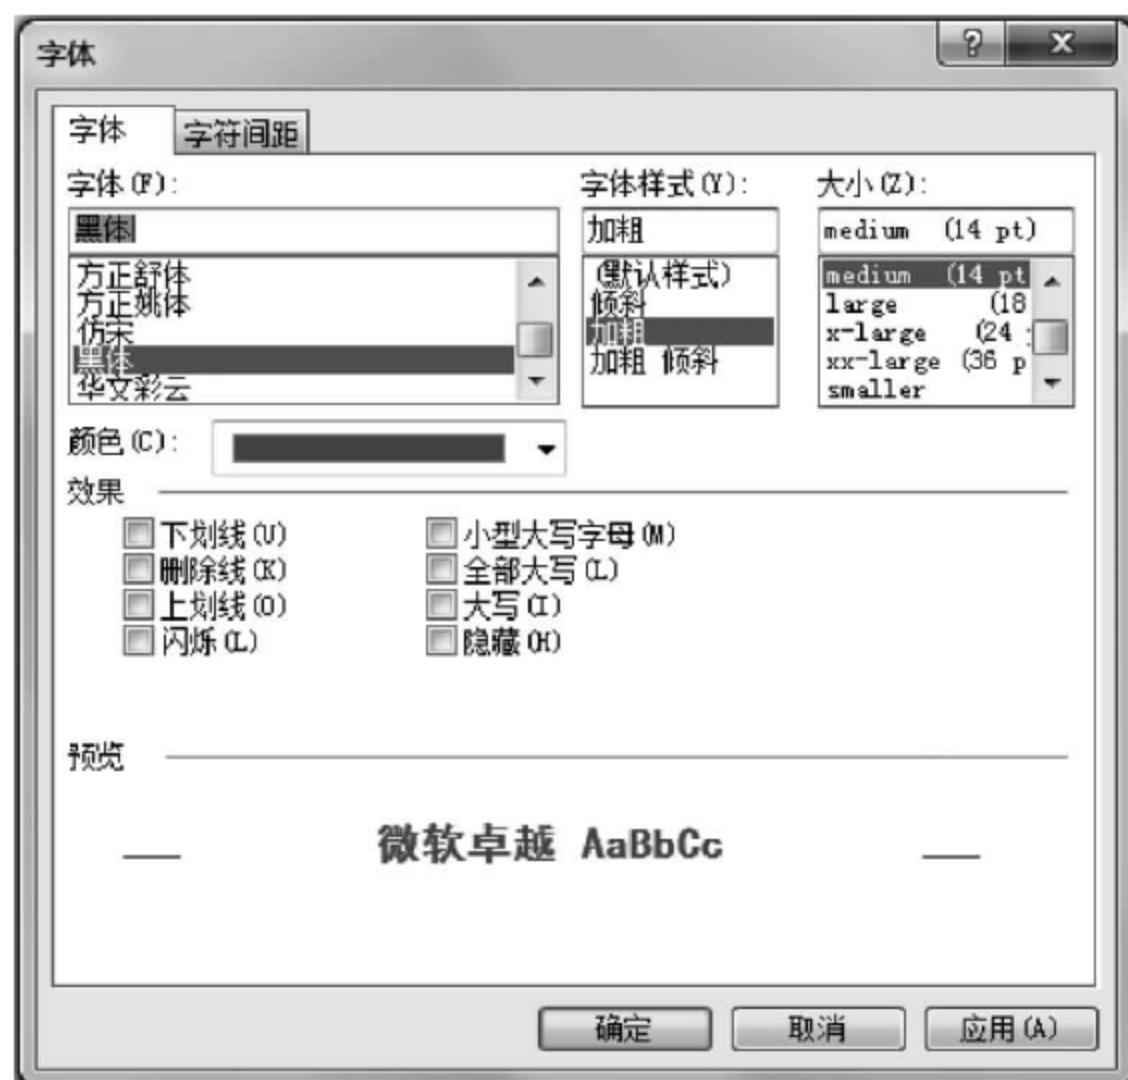 字体
字体 字符间距
字体(F): 字体样式(Y): 大小(Z):
黑体 加粗 medium (14 pt)
方正舒体 (默认样式) medium (14 pt
方正姚体 倾斜 large (18
仿宋 加粗 x-large (24
黑体 加粗 倾斜 xx-large (36 p
华文彩云 smaller
颜色(C):
效果
下划线(U) 小型大写字母(M)
删除线(K) 全部大写(L)
上划线(O) 大写(I)
闪烁(L) 隐藏(H)
预览
微软卓越 AaBbCc
确定 取消 应用(A)